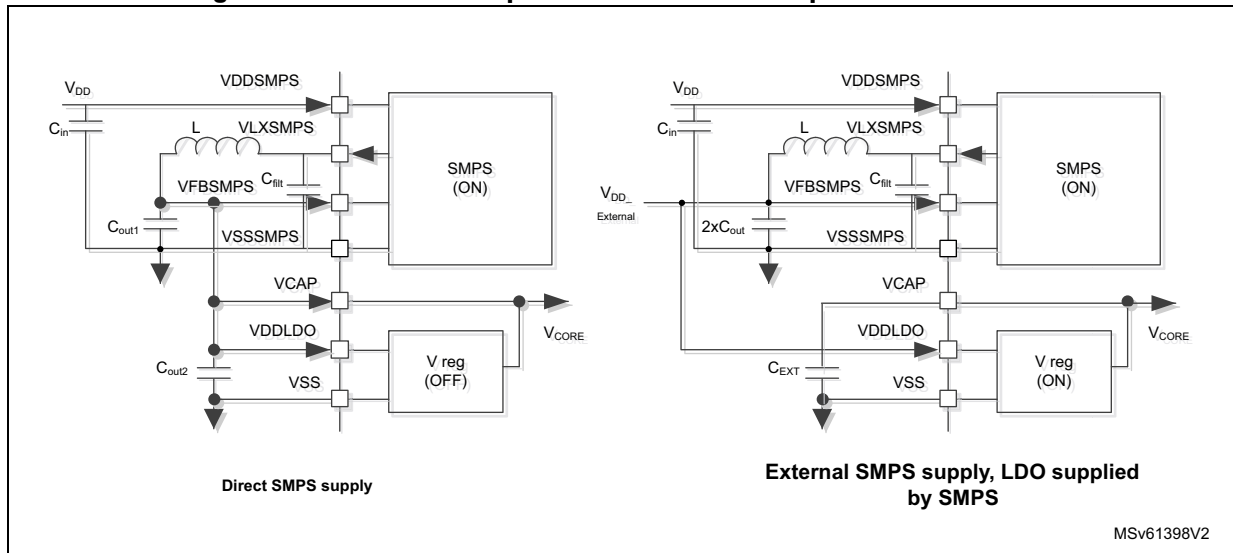 VDDSMPS
VDD
Cin
L
VLXSMPS
Cfilt
VFBSMPS
Cout1
VSSSMPS
SMPS
(ON)
VCAP
VDDLDO
VCORE
Cout2
VSS
V reg
(OFF)
Direct SMPS supply
VDDSMPS
VDD
Cin
L
VLXSMPS
Cfilt
VFBSMPS
VDD_
External
2xCout
VSSSMPS
SMPS
(ON)
VCAP
VDDLDO
VCORE
CEXT
VSS
V reg
(ON)
External SMPS supply, LDO supplied
by SMPS
MSv61398V2